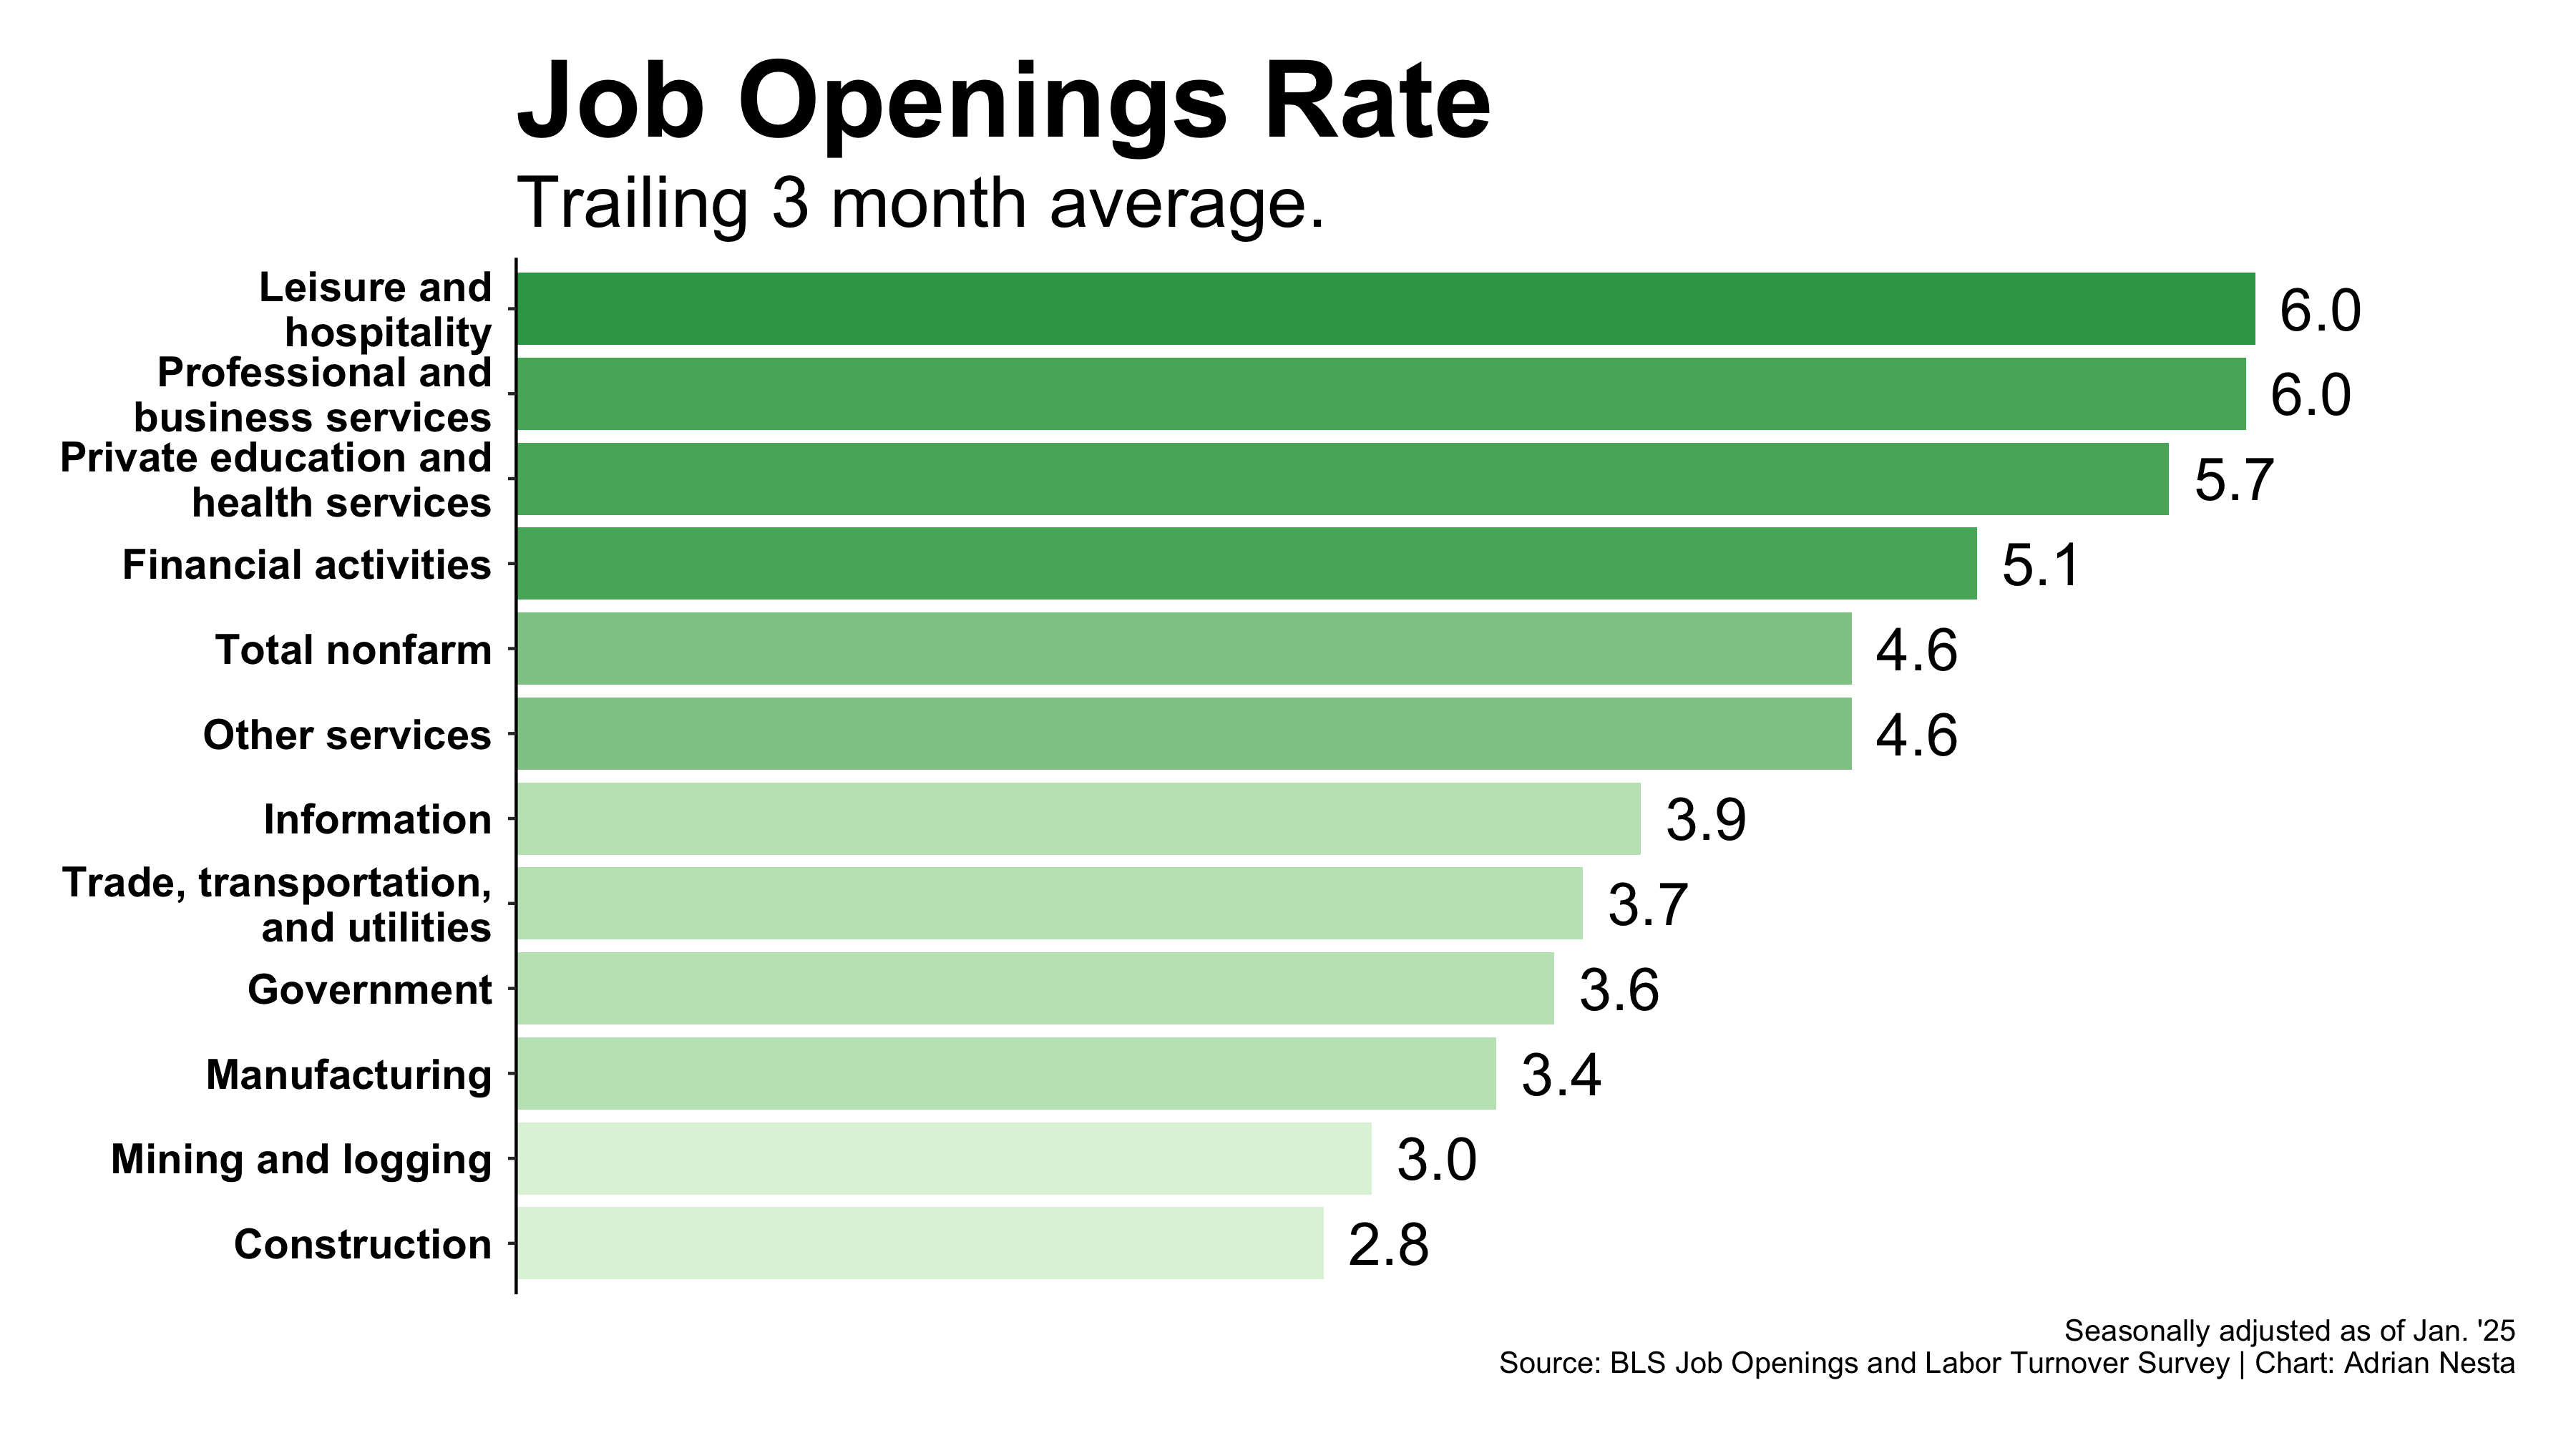 Job Openings Rate
Trailing 3 month average.
Leisure and
hospitality
6.0
Professional and
business services
6.0
Private education and
health services
5.7
Financial activities
5.1
Total nonfarm
4.6
Other services
4.6
Information
3.9
Trade, transportation,
and utilities
3.7
Government
3.6
Manufacturing
3.4
Mining and logging
3.0
Construction
2.8
Seasonally adjusted as of Jan. '25
Source: BLS Job Openings and Labor Turnover Survey | Chart: Adrian Nesta